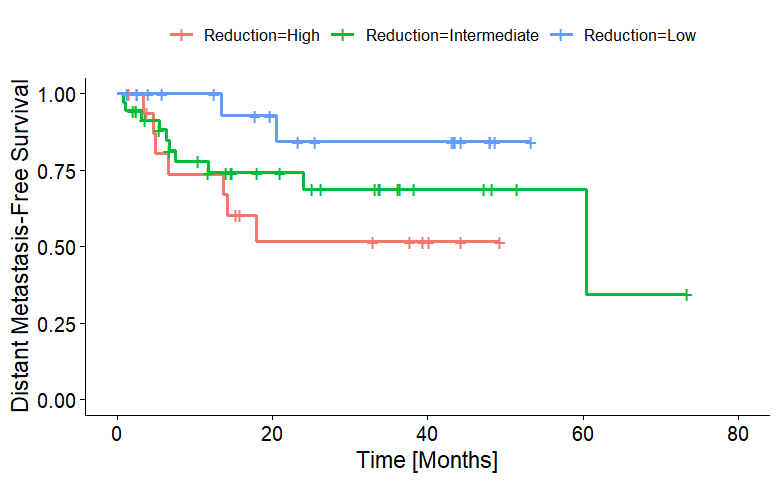 Reduction=High Reduction=Intermediate Reduction=Low
Distant Metastasis-Free Survival
1.00
0.75
0.50
0.25
0.00
0 20 40 60 80
Time [Months]